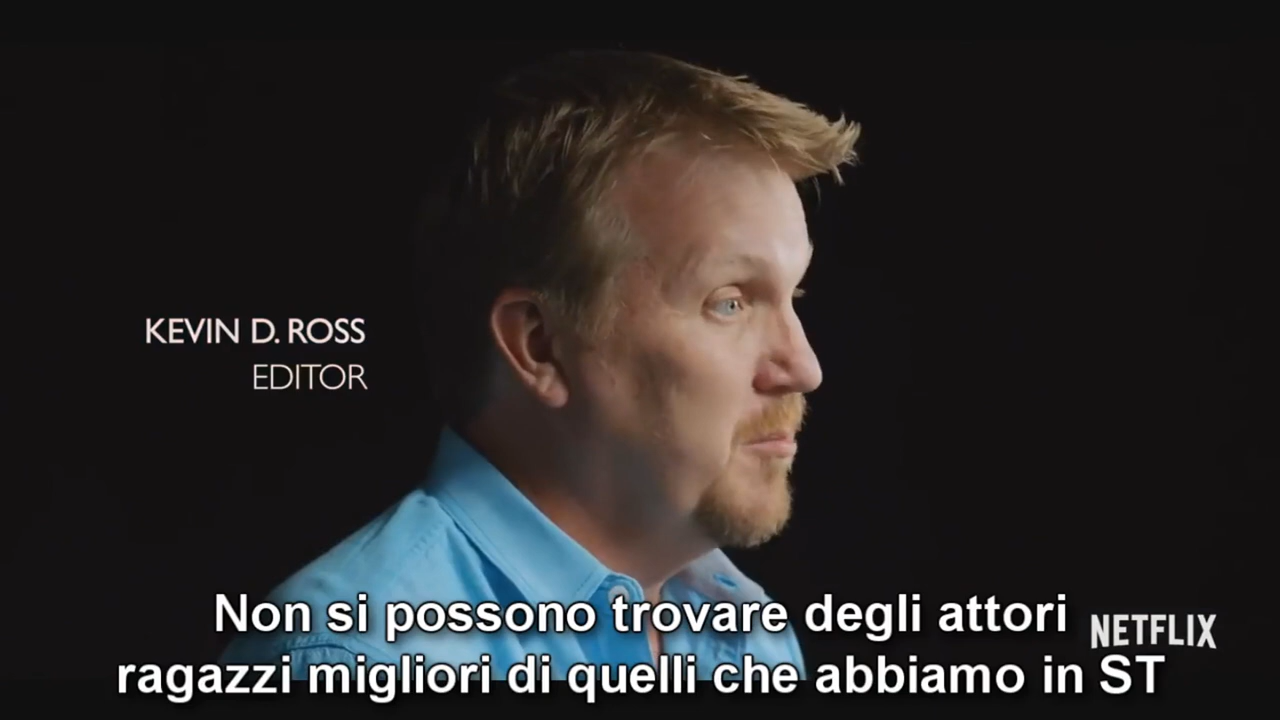 KEVIN D. ROSS
EDITOR
Non si possono trovare degli attori
NETFLIX
ragazzi migliori di quelli che abbiamo in ST